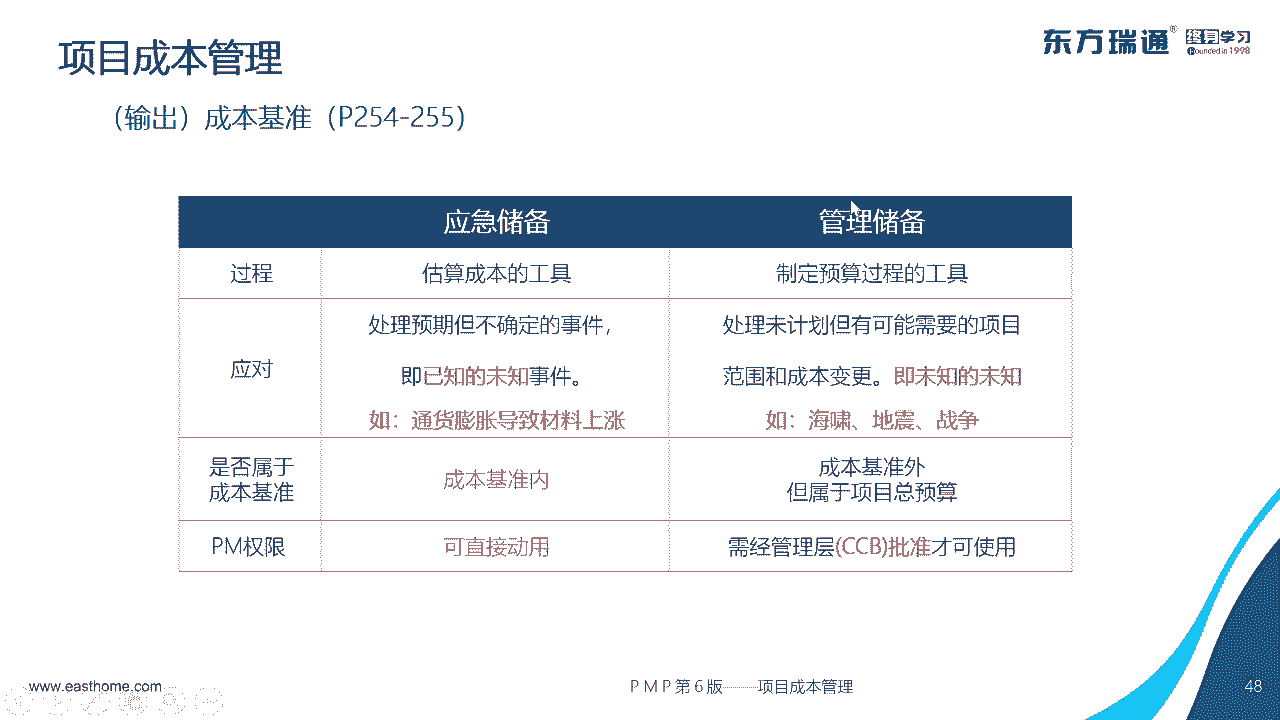 项目成本管理
东方瑞通® 终身学习
Founded in 1998
（输出）成本基准（P254-255）
应急储备 管理储备
过程 估算成本的工具 制定预算过程的工具
应对 处理预期但不确定的事件， 处理未计划但有可能需要的项目
即已知的未知事件。 范围和成本变更。即未知的未知
如：通货膨胀导致材料上涨 如：海啸、地震、战争
是否属于
成本基准 成本基准内 成本基准外
但属于项目总预算
PM权限 可直接动用 需经管理层(CCB)批准才可使用
www.easthome.com
PMP第6版——项目成本管理
48